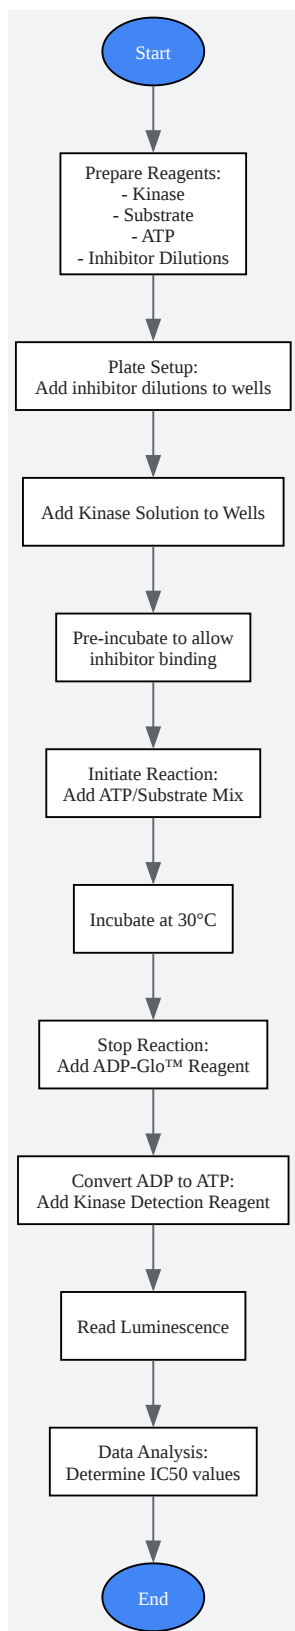 Start
Prepare Reagents:
- Kinase
- Substrate
- ATP
- Inhibitor Dilutions
Plate Setup:
Add inhibitor dilutions to wells
Add Kinase Solution to Wells
Pre-incubate to allow
inhibitor binding
Initiate Reaction:
Add ATP/Substrate Mix
Incubate at 30°C
Stop Reaction:
Add ADP-Glo™ Reagent
Convert ADP to ATP:
Add Kinase Detection Reagent
Read Luminescence
Data Analysis:
Determine IC50 values
End